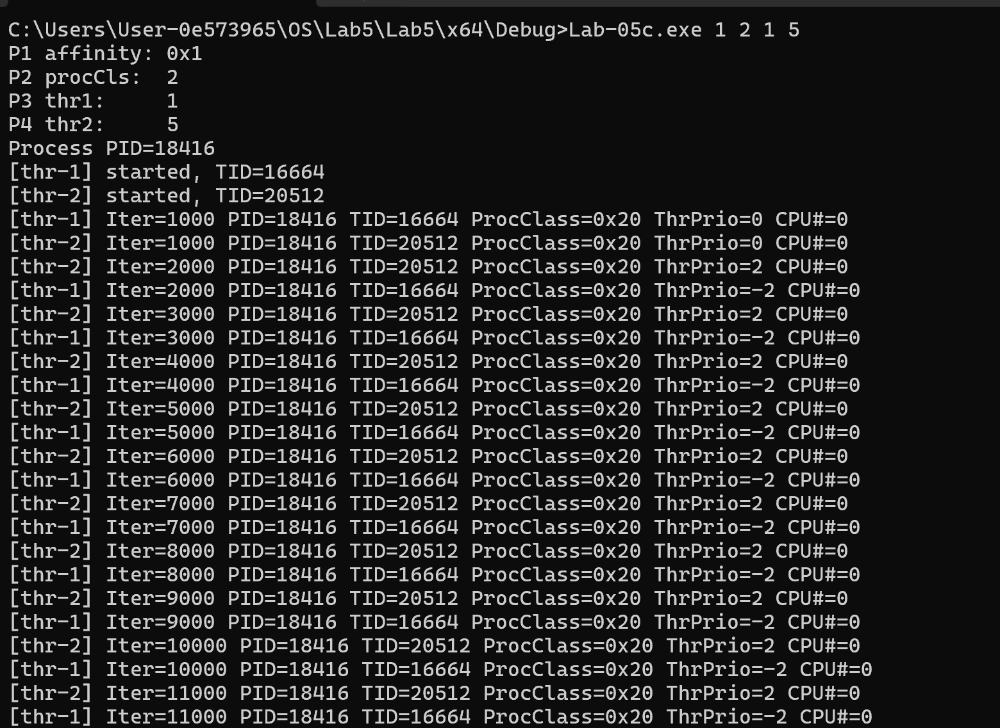 C:\Users\User-0e573965\OS\Lab5\Lab5\x64\Debug>Lab-05c.exe 1 2 1 5
P1 affinity: 0x1
P2 procCls:  2
P3 thr1:     1
P4 thr2:     5
Process PID=18416
[thr-1] started, TID=16664
[thr-2] started, TID=20512
[thr-1] Iter=1000 PID=18416 TID=16664 ProcClass=0x20 ThrPrio=0 CPU#=0
[thr-2] Iter=1000 PID=18416 TID=20512 ProcClass=0x20 ThrPrio=0 CPU#=0
[thr-2] Iter=2000 PID=18416 TID=20512 ProcClass=0x20 ThrPrio=2 CPU#=0
[thr-1] Iter=2000 PID=18416 TID=16664 ProcClass=0x20 ThrPrio=-2 CPU#=0
[thr-2] Iter=3000 PID=18416 TID=20512 ProcClass=0x20 ThrPrio=2 CPU#=0
[thr-1] Iter=3000 PID=18416 TID=16664 ProcClass=0x20 ThrPrio=-2 CPU#=0
[thr-2] Iter=4000 PID=18416 TID=20512 ProcClass=0x20 ThrPrio=2 CPU#=0
[thr-1] Iter=4000 PID=18416 TID=16664 ProcClass=0x20 ThrPrio=-2 CPU#=0
[thr-2] Iter=5000 PID=18416 TID=20512 ProcClass=0x20 ThrPrio=2 CPU#=0
[thr-1] Iter=5000 PID=18416 TID=16664 ProcClass=0x20 ThrPrio=-2 CPU#=0
[thr-2] Iter=6000 PID=18416 TID=20512 ProcClass=0x20 ThrPrio=2 CPU#=0
[thr-1] Iter=6000 PID=18416 TID=16664 ProcClass=0x20 ThrPrio=-2 CPU#=0
[thr-2] Iter=7000 PID=18416 TID=20512 ProcClass=0x20 ThrPrio=2 CPU#=0
[thr-1] Iter=7000 PID=18416 TID=16664 ProcClass=0x20 ThrPrio=-2 CPU#=0
[thr-2] Iter=8000 PID=18416 TID=20512 ProcClass=0x20 ThrPrio=2 CPU#=0
[thr-1] Iter=8000 PID=18416 TID=16664 ProcClass=0x20 ThrPrio=-2 CPU#=0
[thr-2] Iter=9000 PID=18416 TID=20512 ProcClass=0x20 ThrPrio=2 CPU#=0
[thr-1] Iter=9000 PID=18416 TID=16664 ProcClass=0x20 ThrPrio=-2 CPU#=0
[thr-2] Iter=10000 PID=18416 TID=20512 ProcClass=0x20 ThrPrio=2 CPU#=0
[thr-1] Iter=10000 PID=18416 TID=16664 ProcClass=0x20 ThrPrio=-2 CPU#=0
[thr-2] Iter=11000 PID=18416 TID=20512 ProcClass=0x20 ThrPrio=2 CPU#=0
[thr-1] Iter=11000 PID=18416 TID=16664 ProcClass=0x20 ThrPrio=-2 CPU#=0